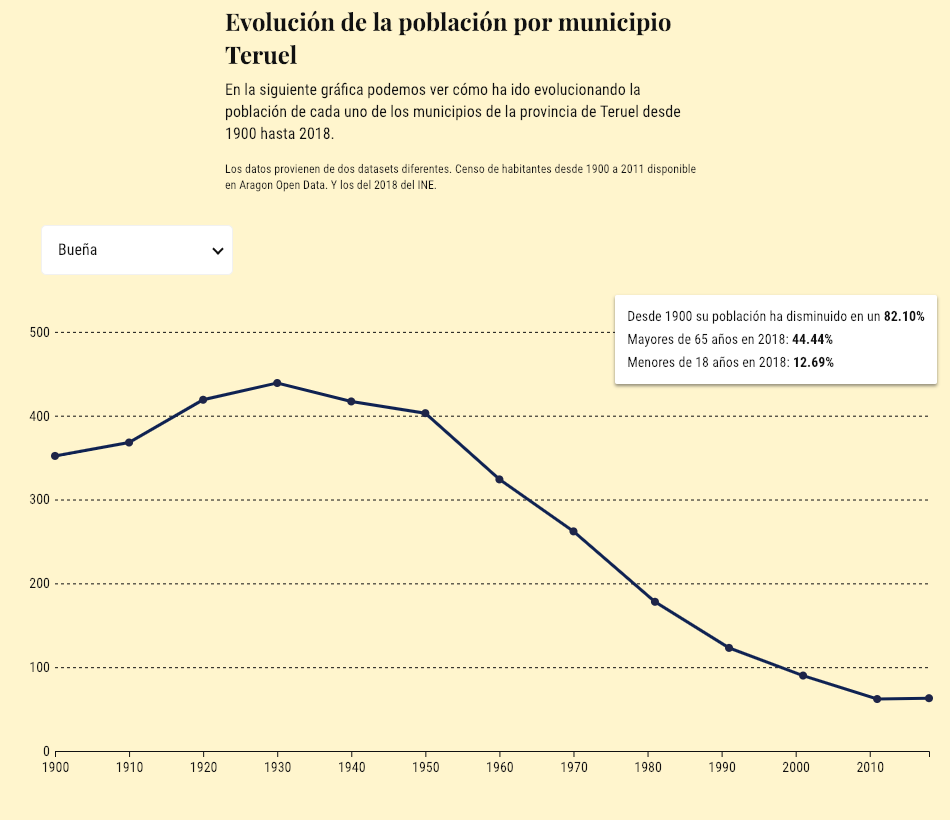 Evolución de la población por municipio
Teruel
En la siguiente gráfica podemos ver cómo ha ido evolucionando la
población de cada uno de los municipios de la provincia de Teruel desde
1900 hasta 2018.
Los datos provienen de dos datasets diferentes. Censo de habitantes desde 1900 a 2011 disponible
en Aragon Open Data. Y los del 2018 del INE.
Bueña
Desde 1900 su población ha disminuido en un 82.10%
Mayores de 65 años en 2018: 44.44%
Menores de 18 años en 2018: 12.69%
500
400
300
200
100
0
1900 1910 1920 1930 1940 1950 1960 1970 1980 1990 2000 2010